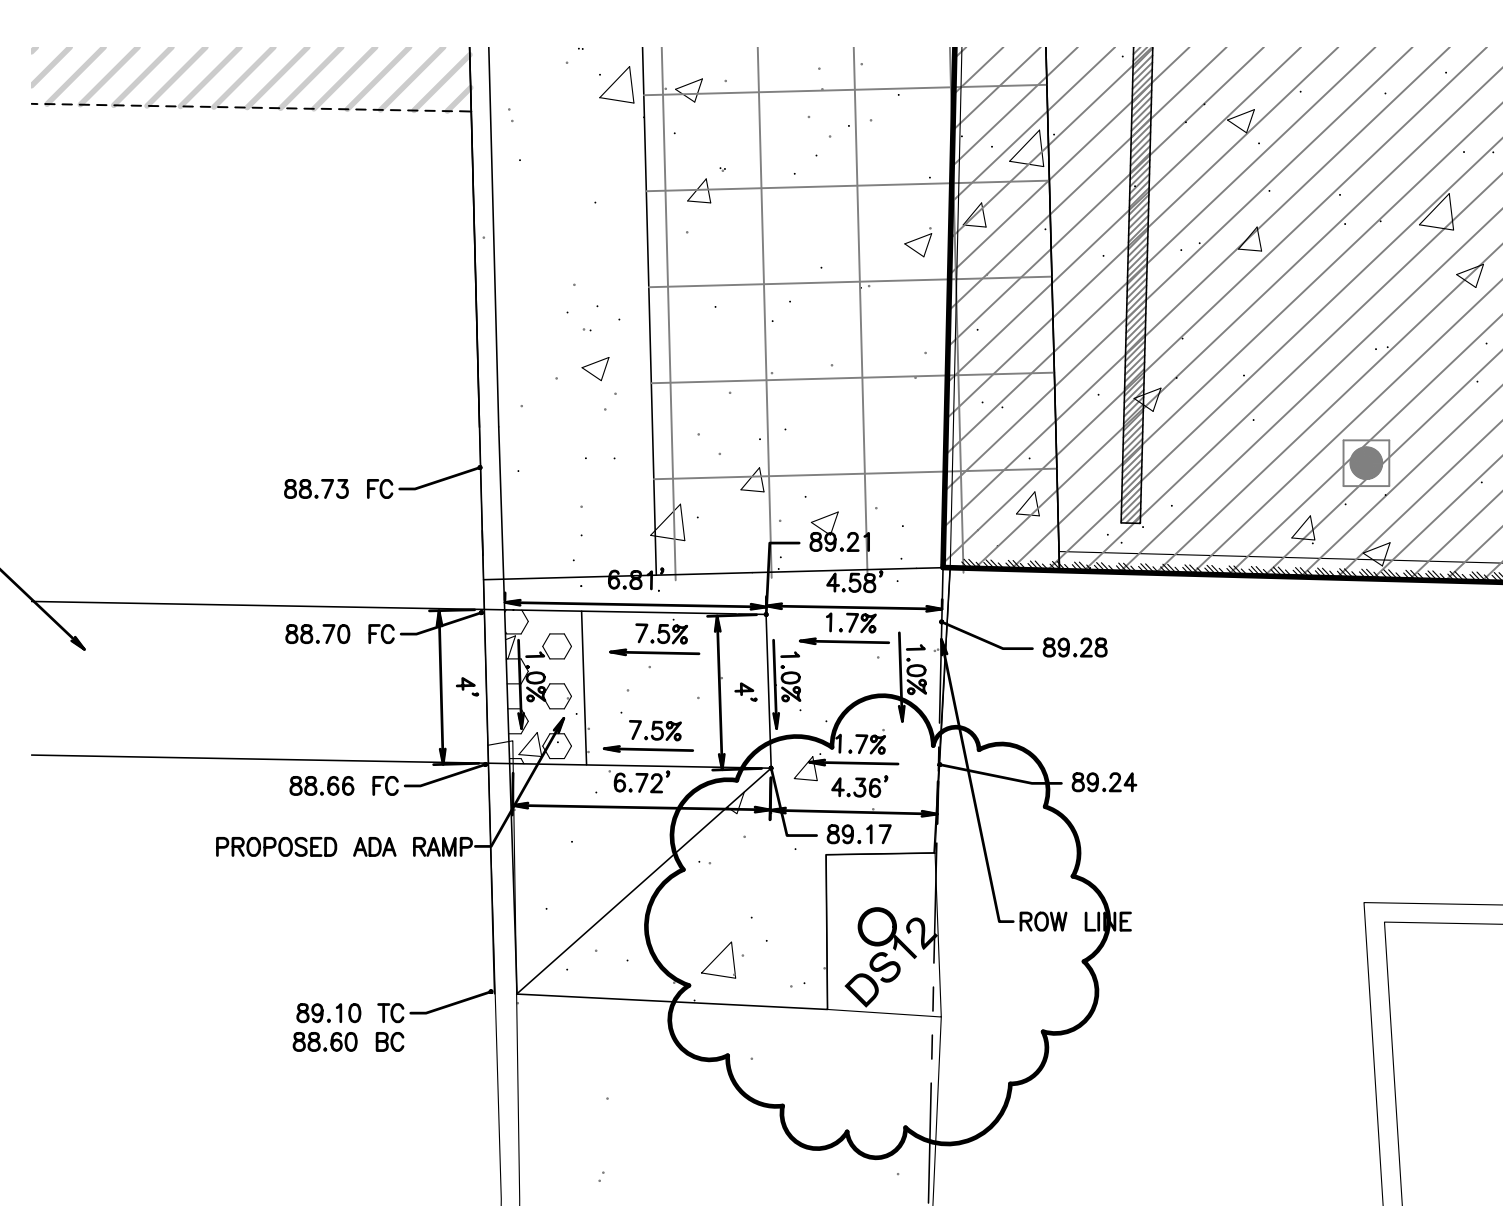 88.73 FC
89.21
6.81'
4.58'
88.70 FC
7.5%
1.7%
89.28
4'
1.0%
4'
1.0%
1.0%
7.5%
1.7%
88.66 FC
6.72'
4.36'
89.24
PROPOSED ADA RAMP
89.17
ROW LINE
DS12
89.10 TC
88.60 BC